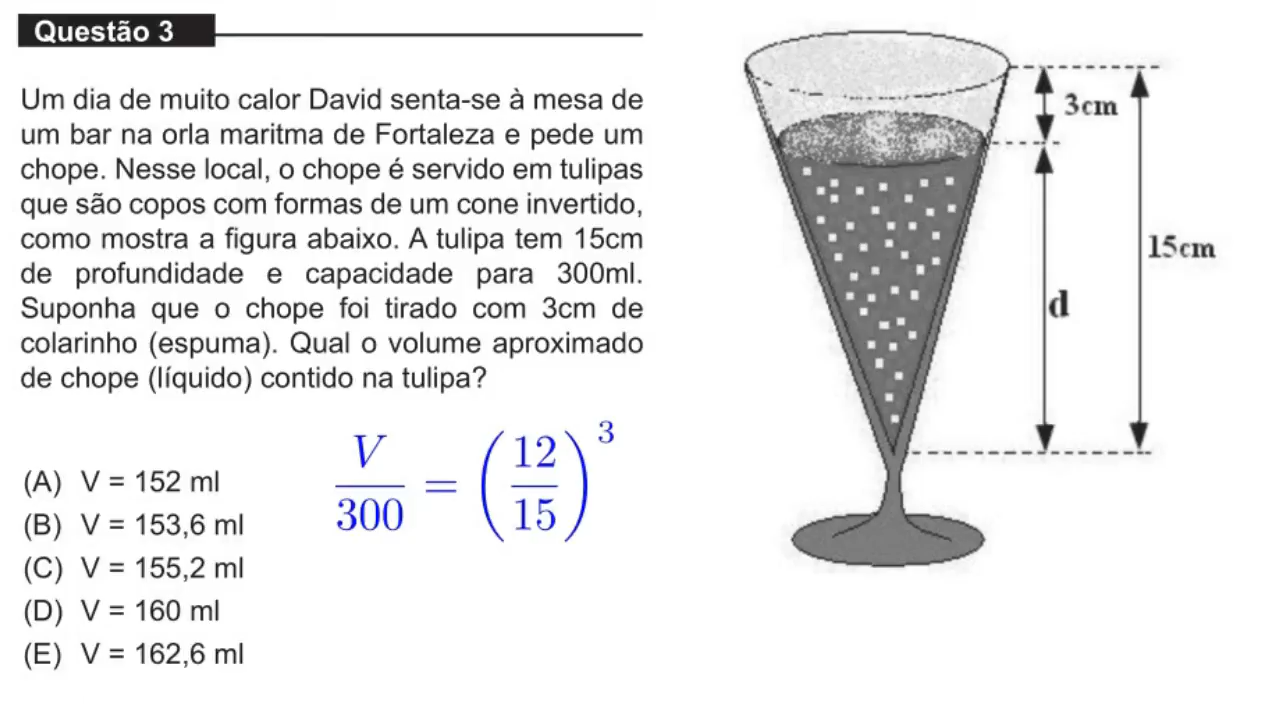 Questão 3
Um dia de muito calor David senta-se à mesa de
um bar na orla maritma de Fortaleza e pede um
chope. Nesse local, o chope é servido em tulipas
que são copos com formas de um cone invertido,
como mostra a figura abaixo. A tulipa tem 15cm
de profundidade e capacidade para 300ml.
Suponha que o chope foi tirado com 3cm de
colarinho (espuma). Qual o volume aproximado
de chope (líquido) contido na tulipa?
(A) V = 152 ml
(B) V = 153,6 ml
(C) V = 155,2 ml
(D) V = 160 ml
(E) V = 162,6 ml
V/300 = (12/15)^3
3cm
15cm
d